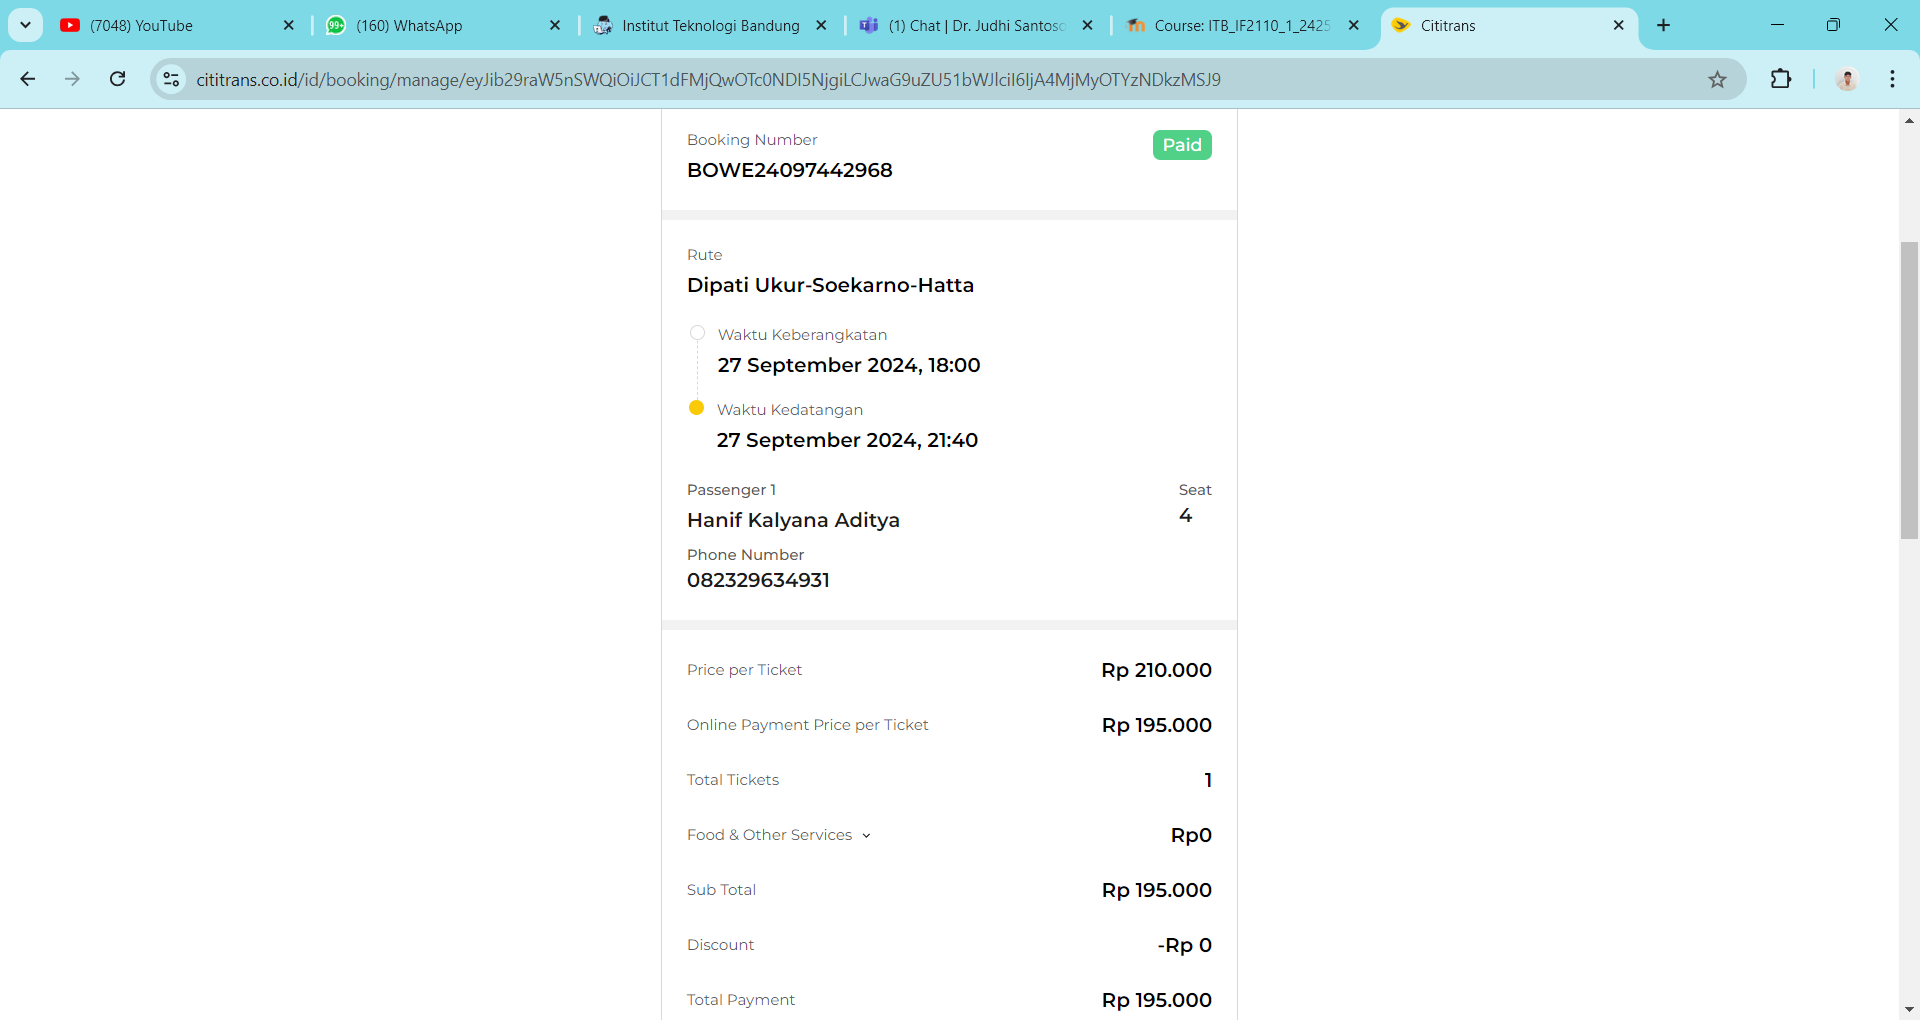 (7048) YouTube
(160) WhatsApp
Institut Teknologi Bandung
(1) Chat | Dr. Judhi Santoso
Course: ITB_IF2110_1_2425
Cititrans
cititrans.co.id/id/booking/manage/eyJib29raW5nSWQiOiJCT1dFMjQwOTc0NDI5NjgiLCJwaG9uZU51bWJlciI6IjA4MjMyOTYzNDkzMSJ9
Booking Number
Paid
BOWE24097442968
Rute
Dipati Ukur-Soekarno-Hatta
Waktu Keberangkatan
27 September 2024, 18:00
Waktu Kedatangan
27 September 2024, 21:40
Passenger 1 Seat
Hanif Kalyana Aditya 4
Phone Number
082329634931
Price per Ticket Rp 210.000
Online Payment Price per Ticket Rp 195.000
Total Tickets 1
Food & Other Services Rp0
Sub Total Rp 195.000
Discount -Rp 0
Total Payment Rp 195.000